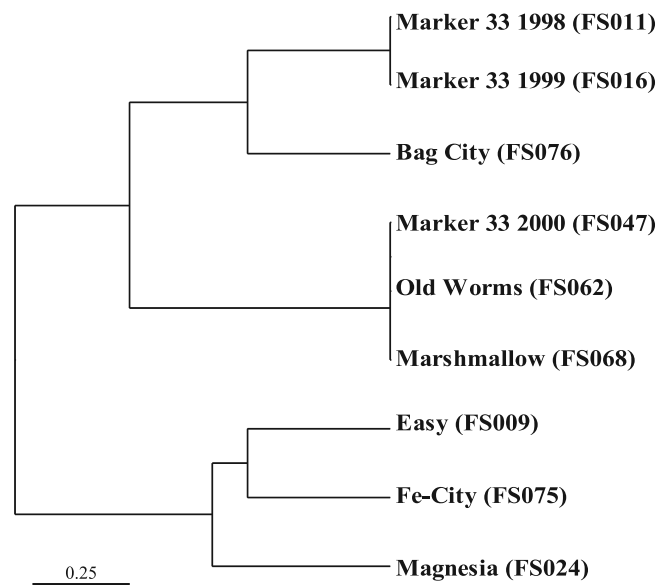 Marker 33 1998 (FS011)
Marker 33 1999 (FS016)
Bag City (FS076)
Marker 33 2000 (FS047)
Old Worms (FS062)
Marshmallow (FS068)
Easy (FS009)
Fe-City (FS075)
Magnesia (FS024)
0.25